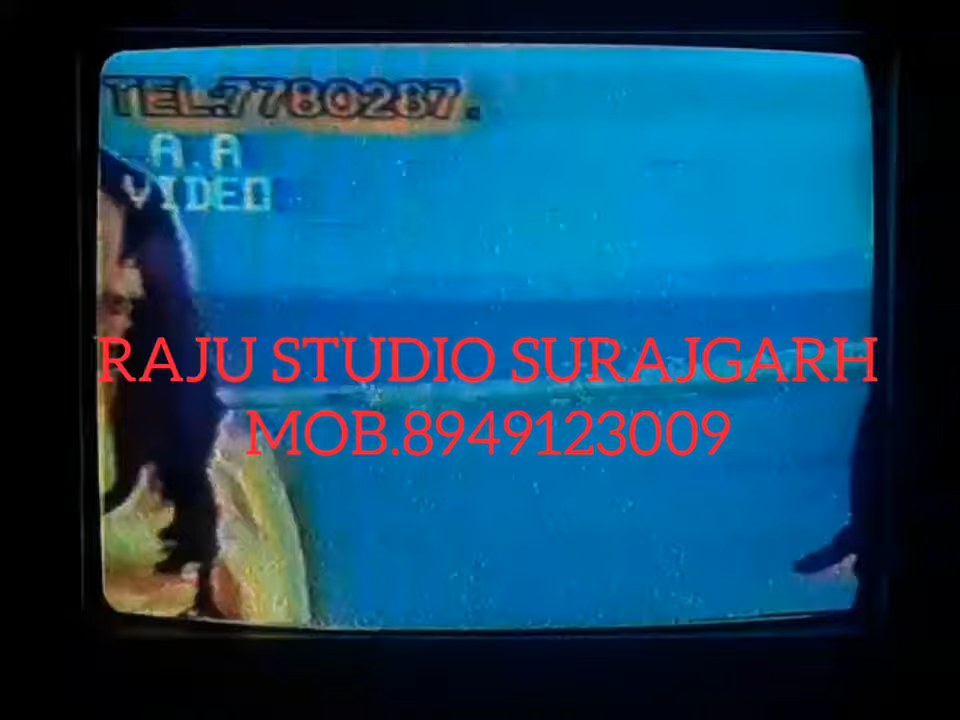 TEL:7780287.
A.A
VIDEO
RAJU STUDIO SURAJGARH
MOB.8949123009